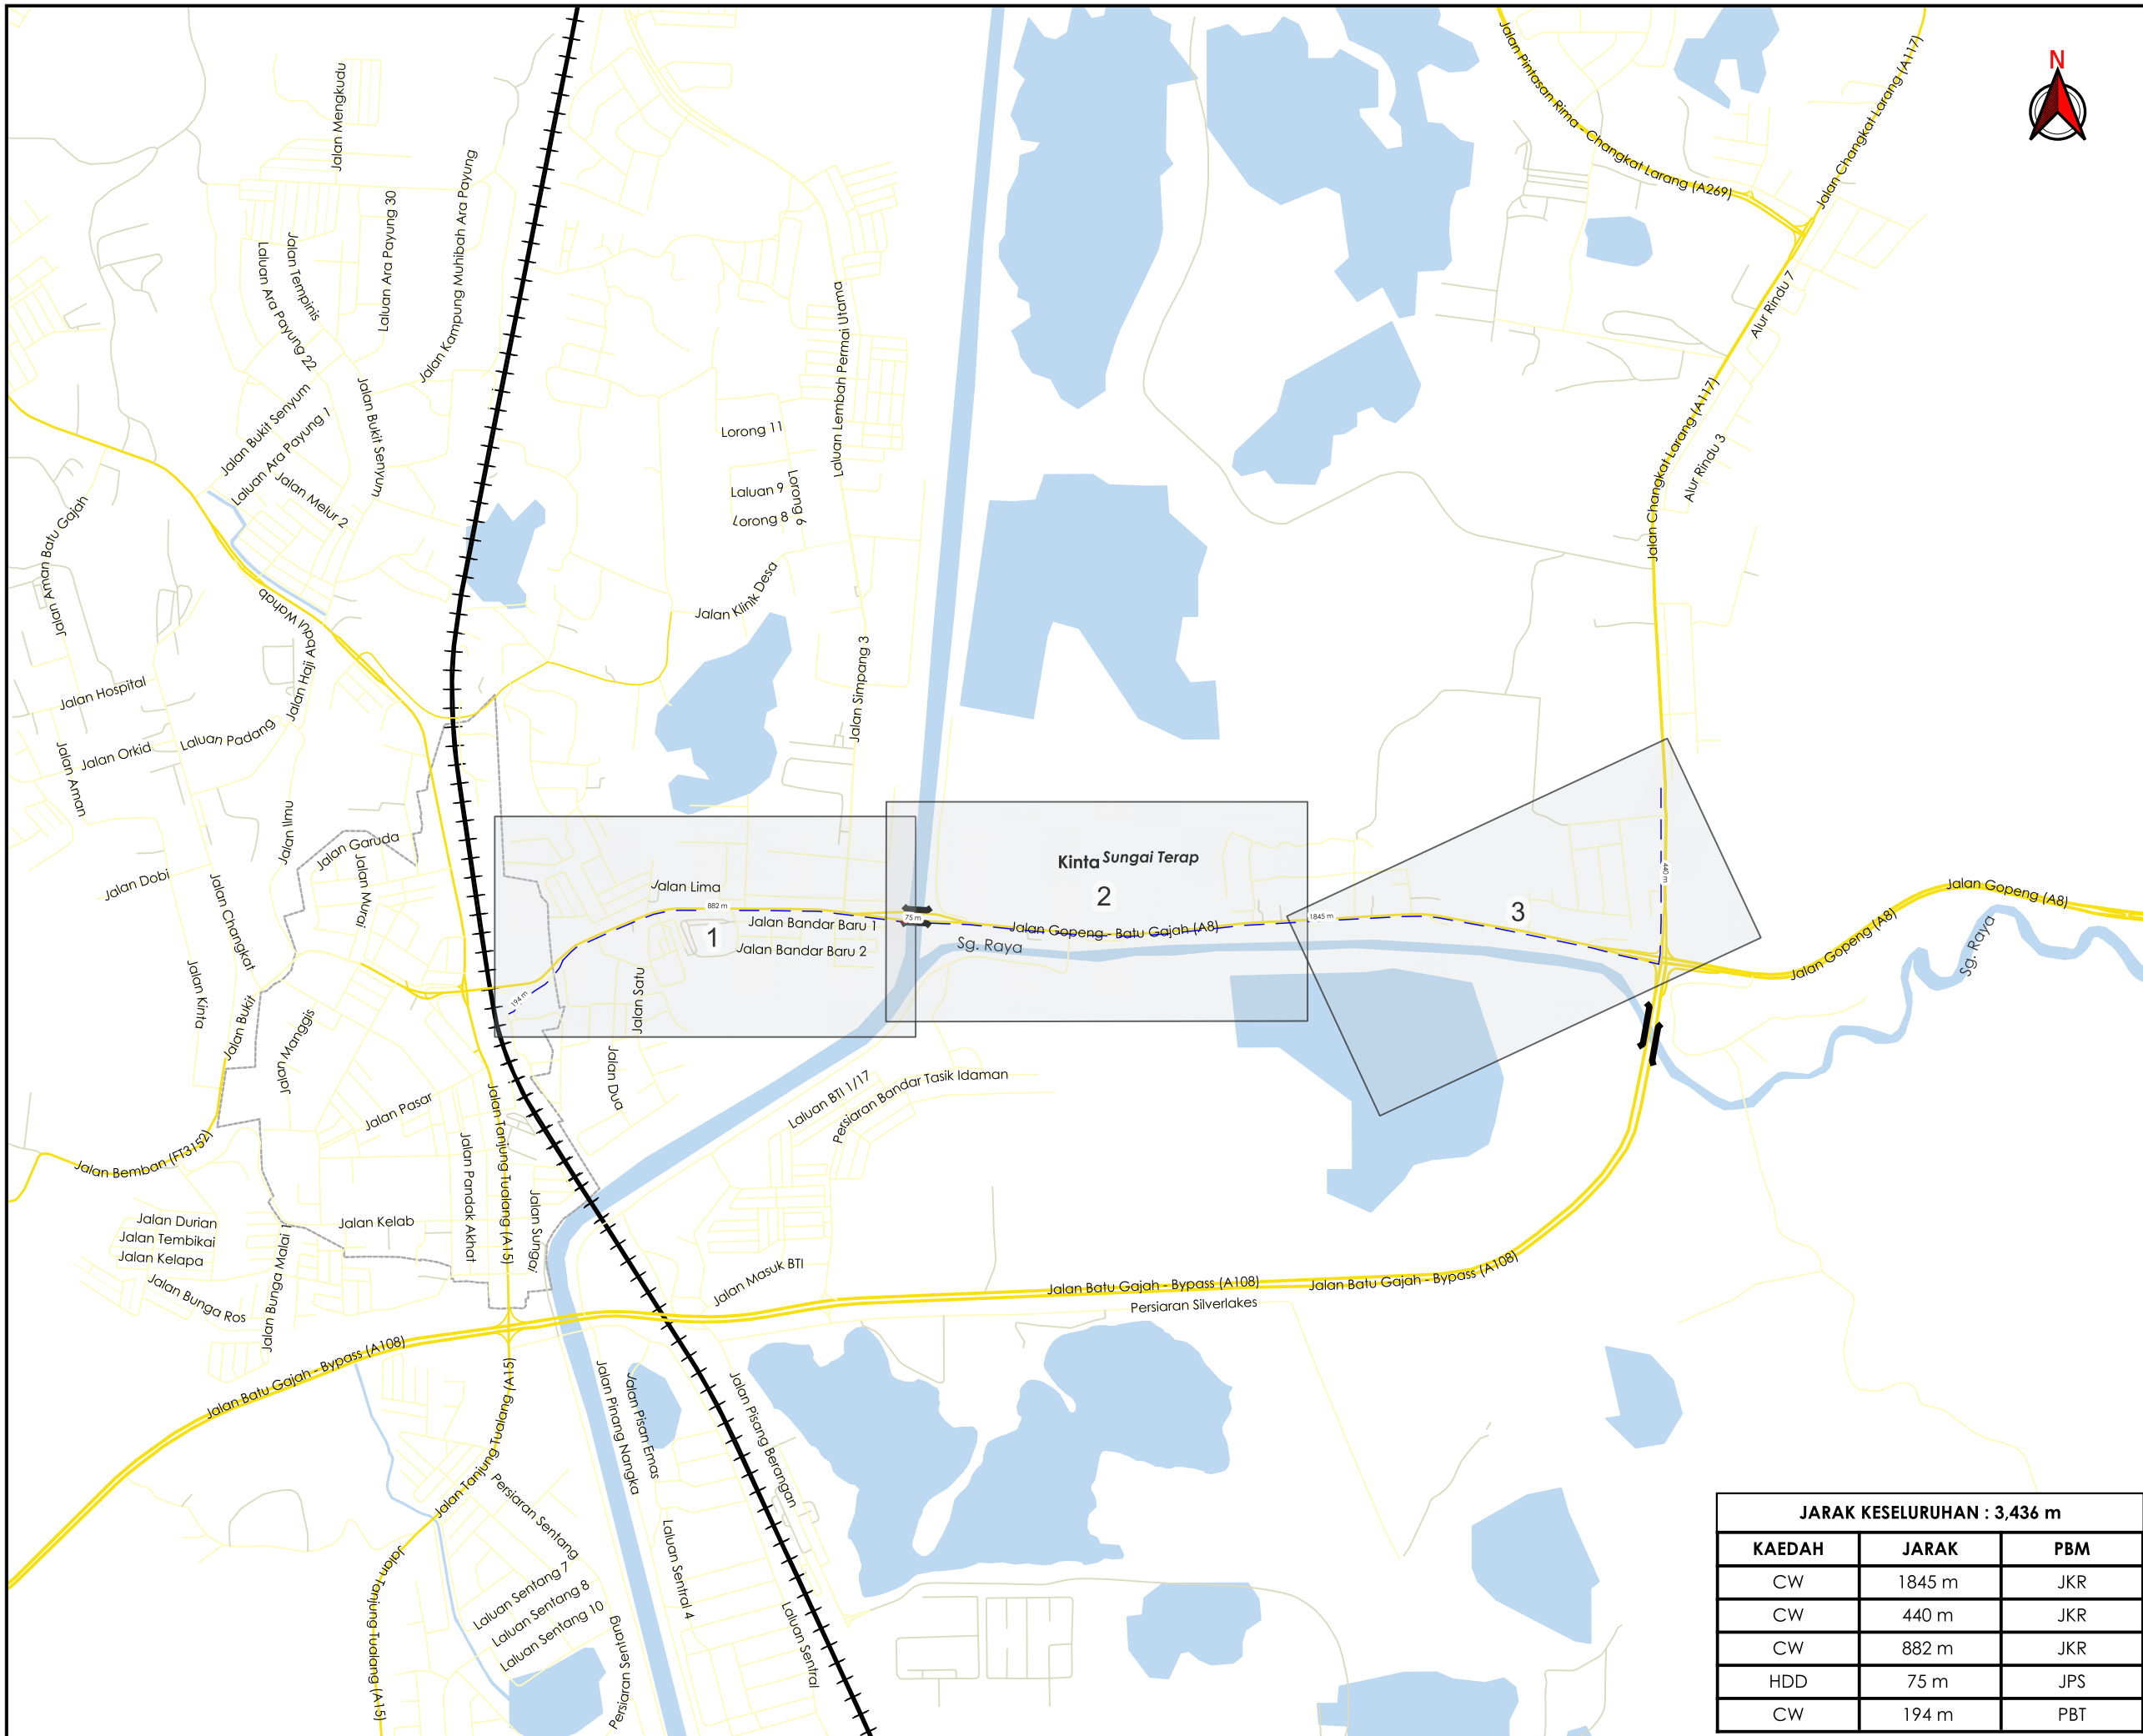 N
Jalan Pintasan Rima - Changkat Larang (A269)
Jalan Changkat Larang (A117)
Jalan Mengkudu
Jalan Kampung Muhibah Ara Payung
Laluan Ara Payung 30
Jalan Tempinis
Laluan Ara Payung 22
Alur Rindu 7
Laluan Lembah Permai Utama
Jalan Bukit Senyum
Laluan Ara Payung 1
Jalan Bukit Senyum
Jalan Melur 2
Lorong 11
Laluan 9
Lorong 8
Lorong 6
Jalan Changkat Larang (A117)
Alur Rindu 3
Jalan Aman Batu Gajah
Jalan Haji Abdul Wahab
Jalan Klinik Desa
Jalan Simpang 3
Jalan Hospital
Laluan Padang
Jalan Orkid
Jalan Aman
Jalan Ilmu
Jalan Garuda
Jalan Murai
Jalan Dobi
Jalan Changkat
Kinta
Sungai Terap
2
Jalan Lima
882 m
Jalan Bandar Baru 1
1
Jalan Bandar Baru 2
75 m
Jalan Gopeng - Batu Gajah (A8)
Sg. Raya
1845 m
3
440 m
Jalan Gopeng (A8)
Jalan Gopeng (A8)
Sg. Raya
194 m
Jalan Satu
Jalan Kinta
Jalan Bukit
Jalan Manggis
Jalan Dua
Laluan BTI 1/17
Persiaran Bandar Tasik Idaman
Jalan Pasar
Jalan Tanjung Tualang (A15)
Jalan Pandak Akhat
Jalan Sungai
Jalan Bemban (FT3152)
Jalan Durian
Jalan Tembikai
Jalan Kelapa
Jalan Kelab
Jalan Bunga Malai 1
Jalan Bunga Ros
Jalan Masuk BTI
Jalan Batu Gajah - Bypass (A108)
Jalan Batu Gajah - Bypass (A108)
Persiaran Silverlakes
Jalan Batu Gajah - Bypass (A108)
Jalan Tanjung Tualang (A15)
Jalan Pinang Nangka
Jalan Pisan Emas
Jalan Pisang Berangan
Persiaran Sentang
Laluan Sentang 7
Laluan Sentang 8
Laluan Sentang 10
Persiaran Sentang
Laluan Sentral 4
Laluan Sentral
Jalan Tanjung Tualang (A15)
JARAK KESELURUHAN : 3,436 m
KAEDAH JARAK PBM
CW 1845 m JKR
CW 440 m JKR
CW 882 m JKR
HDD 75 m JPS
CW 194 m PBT